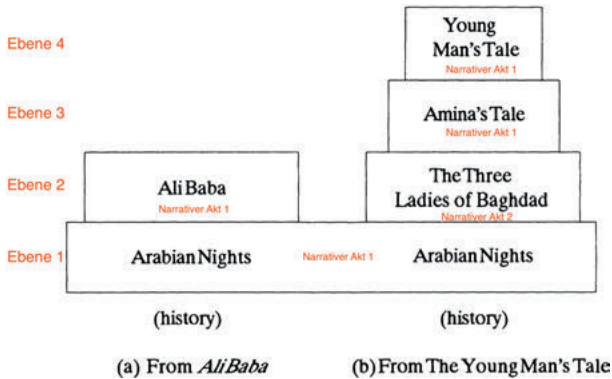 Ebene 4
Young
Man's Tale
Narrativer Akt 1
Ebene 3
Amina's Tale
Narrativer Akt 1
Ebene 2
Ali Baba
Narrativer Akt 1
The Three
Ladies of Baghdad
Narrativer Akt 2
Ebene 1
Arabian Nights
Narrativer Akt 1
Arabian Nights
(history)
(history)
(a) From Ali Baba
(b) From The Young Man's Tale